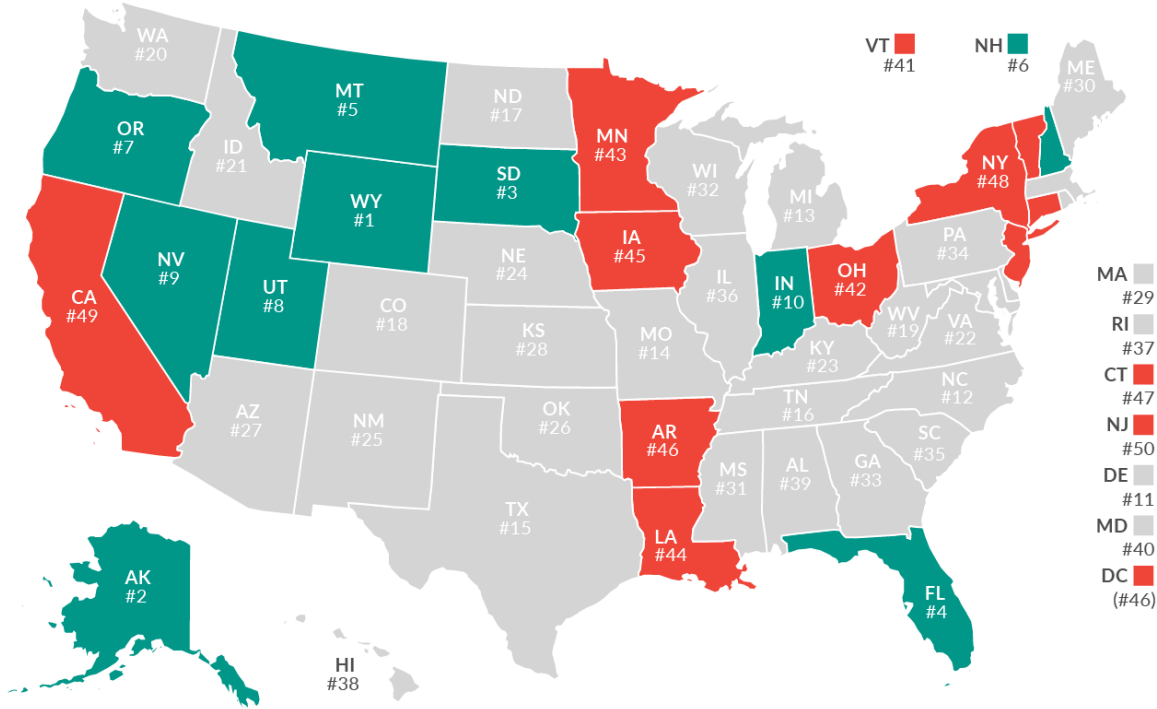 WA
#20
MT
#5
ND
#17
MN
#43
VT
#41
NH
#6
ME
#30
OR
#7
ID
#21
WY
#1
SD
#3
WI
#32
MI
#13
NY
#48
CA
#49
NV
#9
UT
#8
CO
#18
NE
#24
IA
#45
IL
#36
IN
#10
OH
#42
PA
#34
KS
#28
MO
#14
KY
#23
WV
#19
VA
#22
AZ
#27
NM
#25
OK
#26
AR
#46
TN
#16
NC
#12
SC
#35
TX
#15
LA
#44
MS
#31
AL
#39
GA
#33
FL
#4
AK
#2
HI
#38
MA
#29
RI
#37
CT
#47
NJ
#50
DE
#11
MD
#40
DC
(#46)